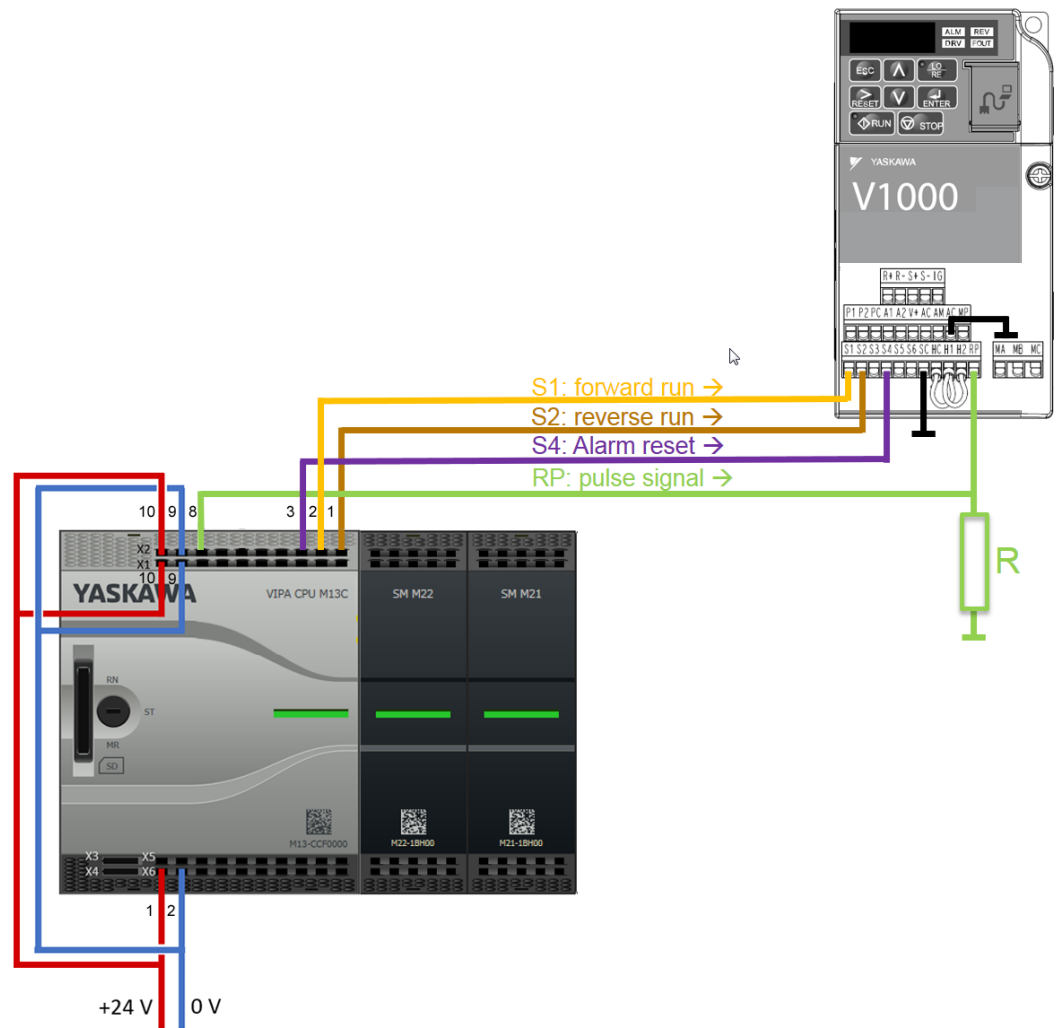 ALM REV
DRV FOUT
ESC LO RE
RESET ENTER
RUN STOP
YASKAWA
V1000
R+ R- S+ S- IG
P1 P2 PC A1 A2 V+ AC AM AC MP
S1 S2 S3 S4 S5 S6 SC HC H1 H2 RP
MA MB MC
S1: forward run →
S2: reverse run →
S4: Alarm reset →
RP: pulse signal →
R
10 9 8 3 2 1
X2
X1
10 9
YASKAWA
VIPA CPU M13C
SM M22
SM M21
RN
ST
MR
SD
M13-CCF0000
M22-1BH00
M21-1BH00
X3 X5
X4 X6
1 2
+24 V 0 V